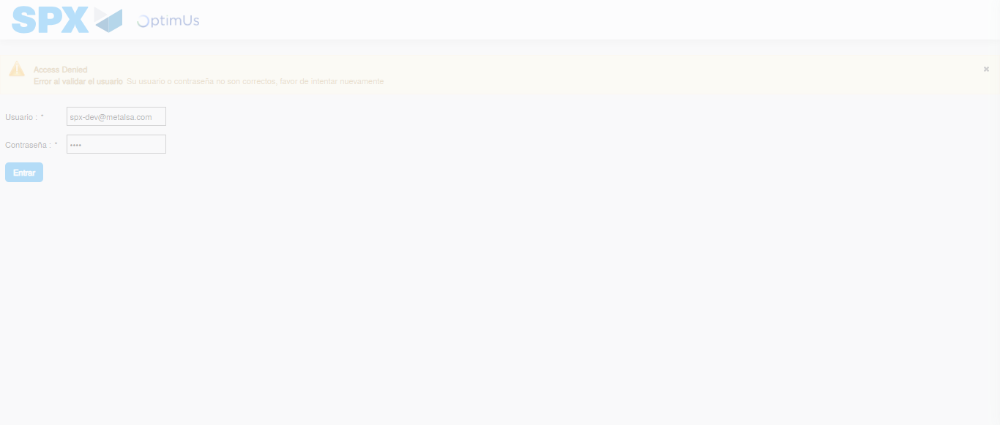 SPX OptimUs
Access Denied
Error al validar el usuario Su usuario o contraseña no son correctos, favor de intentar nuevamente
Usuario : * spx-dev@metalsa.com
Contraseña : * ••••
Entrar